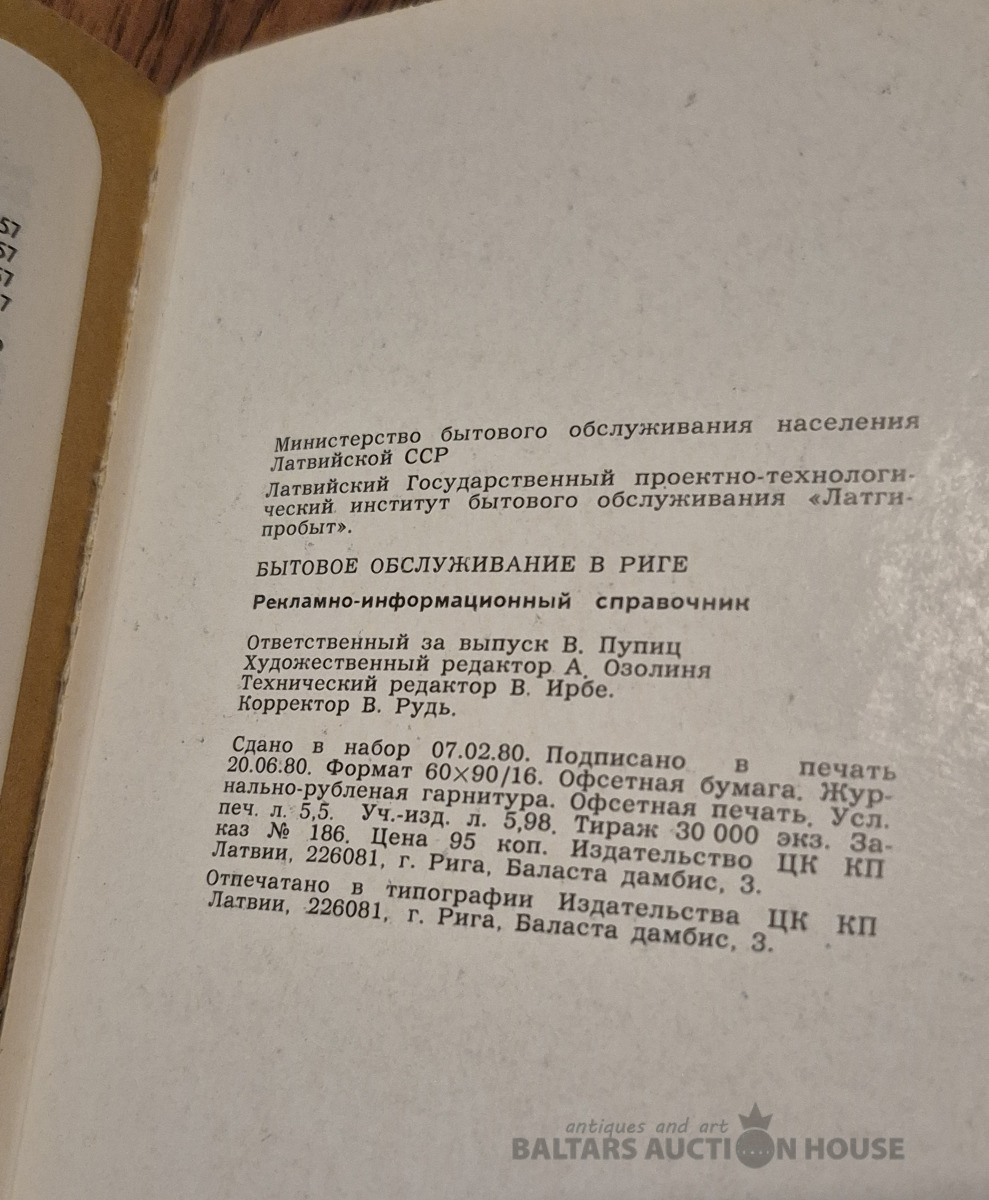 57
57
57
7
Министерство бытового обслуживания населения
Латвийской ССР
Латвийский Государственный проектно-технологи-
ческий институт бытового обслуживания «Латги-
пробыт».
БЫТОВОЕ ОБСЛУЖИВАНИЕ В РИГЕ
Рекламно-информационный справочник
Ответственный за выпуск В. Пупиц
Художественный редактор А. Озолиня
Технический редактор В. Ирбе.
Корректор В. Рудь.
Сдано в набор 07.02.80. Подписано в печать
20.06.80. Формат 60×90/16. Офсетная бумага. Жур-
нально-рубленая гарнитура. Офсетная печать. Усл.
печ. л. 5,5. Уч.-изд. л. 5,98. Тираж 30 000 экз. За-
каз № 186. Цена 95 коп. Издательство ЦК КП
Латвии, 226081, г. Рига, Баласта дамбис, 3.
Отпечатано в типографии Издательства ЦК КП
Латвии, 226081, г. Рига, Баласта дамбис, 3.
antiques and art
BALTARS AUCTION HOUSE